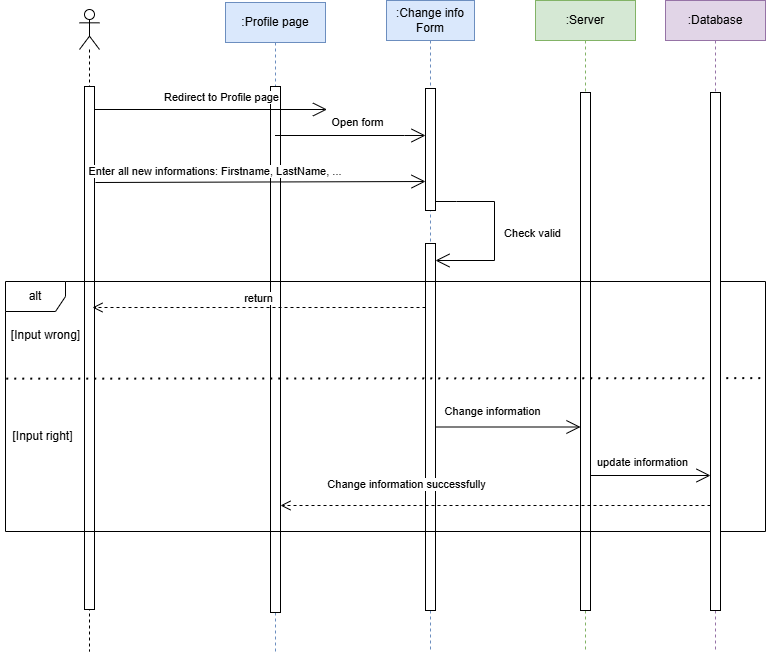 :Profile page
:Change info
Form
:Server
:Database
Redirect to Profile page
Open form
Enter all new informations: Firstname, LastName, ...
Check valid
alt
return
[Input wrong]
Change information
[Input right]
update information
Change information successfully